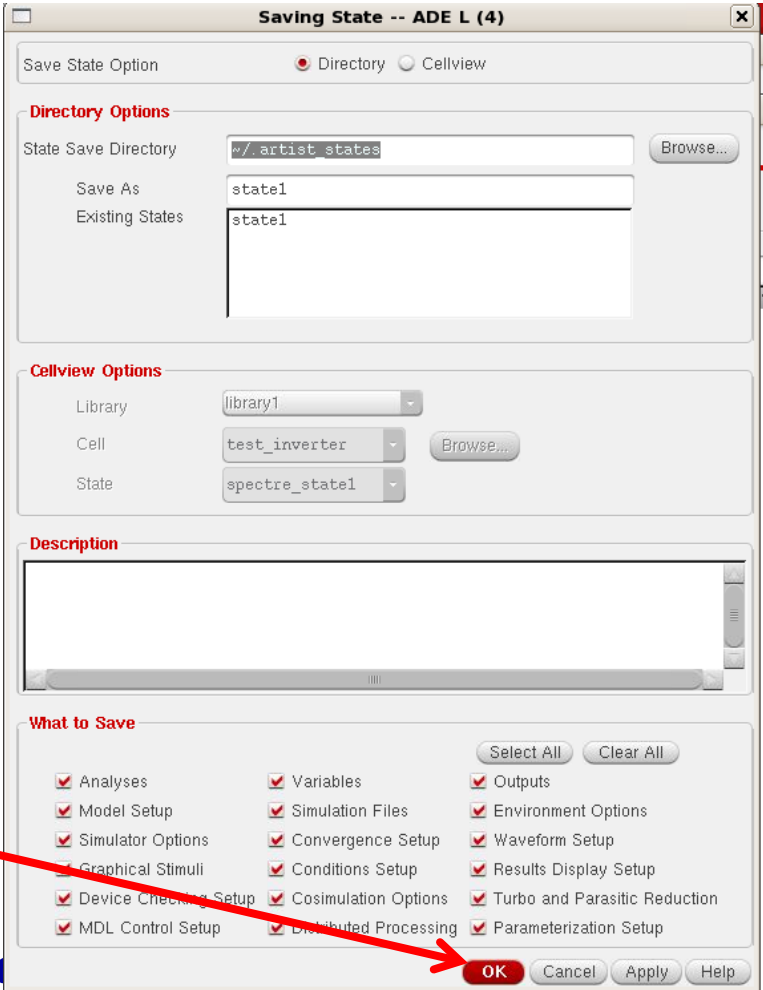 Saving State -- ADE L (4)
Save State Option Directory Cellview
Directory Options
State Save Directory ~/.artist_states Browse...
Save As state1
Existing States state1
Cellview Options
Library library1
Cell test_inverter Browse...
State spectre_state1
Description
What to Save
Select All Clear All
Analyses Variables Outputs
Model Setup Simulation Files Environment Options
Simulator Options Convergence Setup Waveform Setup
Graphical Stimuli Conditions Setup Results Display Setup
Device Checking Setup Cosimulation Options Turbo and Parasitic Reduction
MDL Control Setup Distributed Processing Parameterization Setup
OK Cancel Apply Help